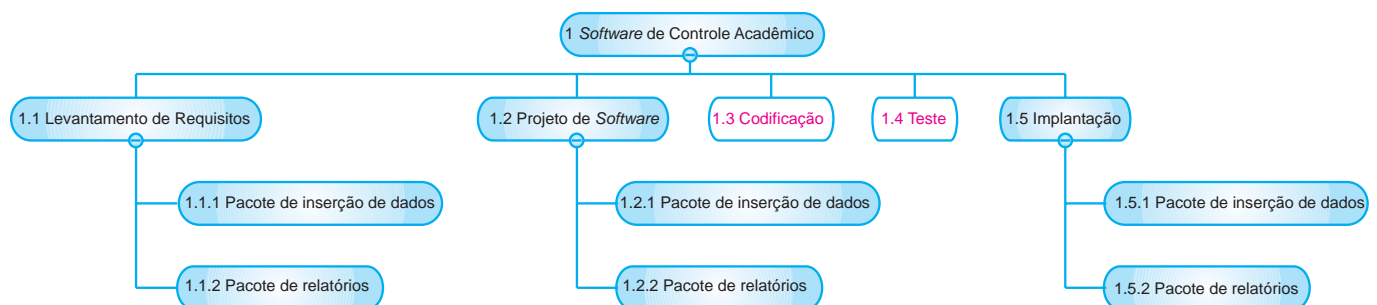 1 Software de Controle Acadêmico
1.1 Levantamento de Requisitos
1.2 Projeto de Software
1.3 Codificação
1.4 Teste
1.5 Implantação
1.1.1 Pacote de inserção de dados
1.2.1 Pacote de inserção de dados
1.5.1 Pacote de inserção de dados
1.1.2 Pacote de relatórios
1.2.2 Pacote de relatórios
1.5.2 Pacote de relatórios